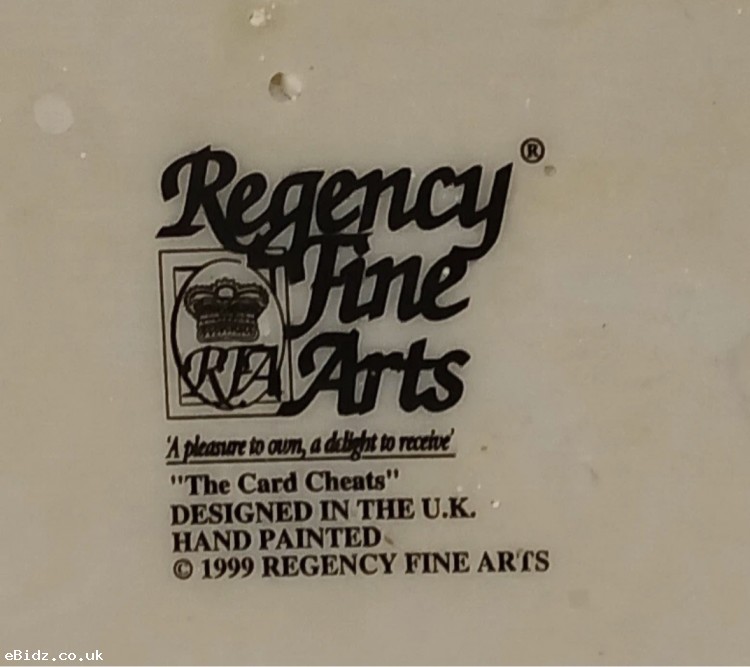 Regency ®
Fine
RFA Arts
'A pleasure to own, a delight to receive'
"The Card Cheats"
DESIGNED IN THE U.K.
HAND PAINTED
© 1999 REGENCY FINE ARTS
eBidz.co.uk